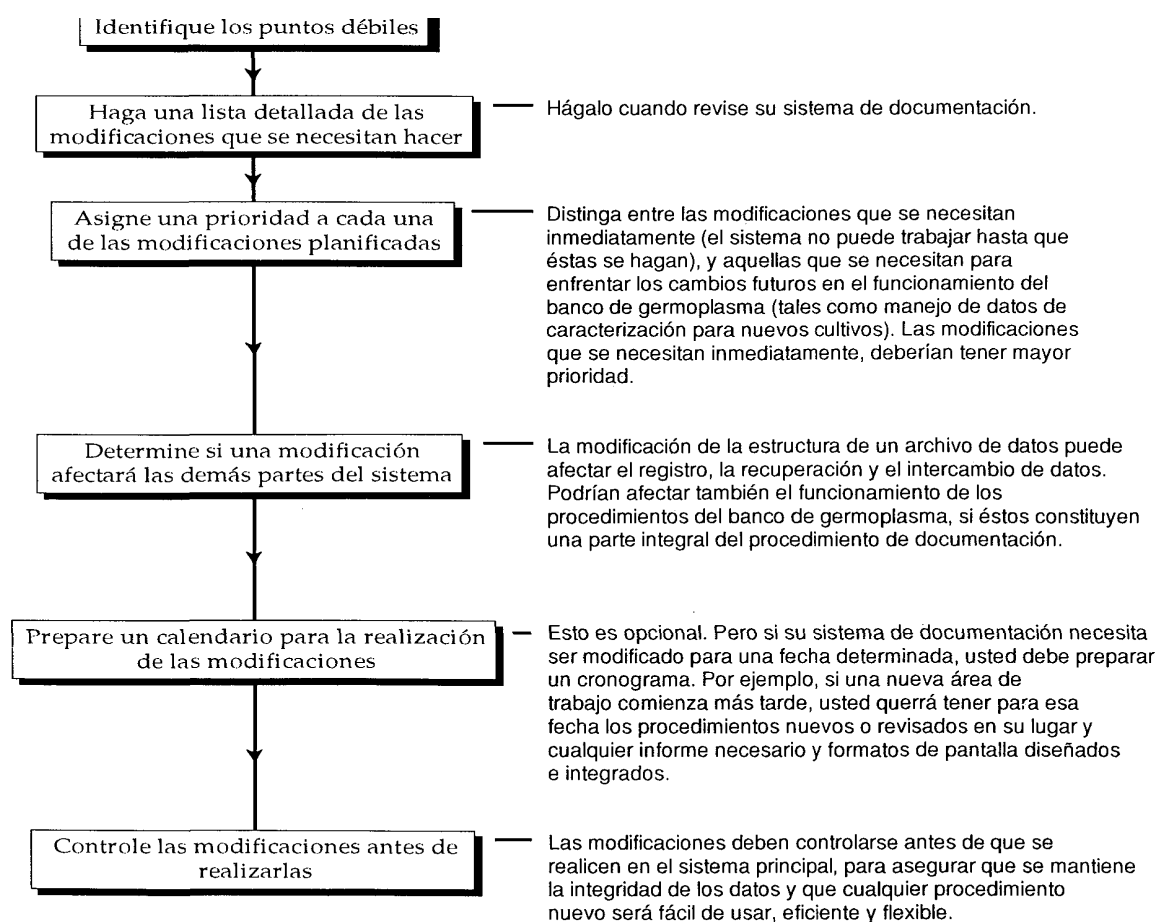 Identifique los puntos débiles
Haga una lista detallada de las
modificaciones que se necesitan hacer
Hágalo cuando revise su sistema de documentación.
Asigne una prioridad a cada una
de las modificaciones planificadas
Distinga entre las modificaciones que se necesitan
inmediatamente (el sistema no puede trabajar hasta que
éstas se hagan), y aquellas que se necesitan para
enfrentar los cambios futuros en el funcionamiento del
banco de germoplasma (tales como manejo de datos de
caracterización para nuevos cultivos). Las modificaciones
que se necesitan inmediatamente, deberían tener mayor
prioridad.
Determine si una modificación
afectará las demás partes del sistema
La modificación de la estructura de un archivo de datos puede
afectar el registro, la recuperación y el intercambio de datos.
Podrían afectar también el funcionamiento de los
procedimientos del banco de germoplasma, si éstos constituyen
una parte integral del procedimiento de documentación.
Prepare un calendario para la realización
de las modificaciones
Esto es opcional. Pero si su sistema de documentación necesita
ser modificado para una fecha determinada, usted debe preparar
un cronograma. Por ejemplo, si una nueva área de
trabajo comienza más tarde, usted querrá tener para esa
fecha los procedimientos nuevos o revisados en su lugar y
cualquier informe necesario y formatos de pantalla diseñados
e integrados.
Controle las modificaciones antes de
realizarlas
Las modificaciones deben controlarse antes de que se
realicen en el sistema principal, para asegurar que se mantiene
la integridad de los datos y que cualquier procedimiento
nuevo será fácil de usar, eficiente y flexible.